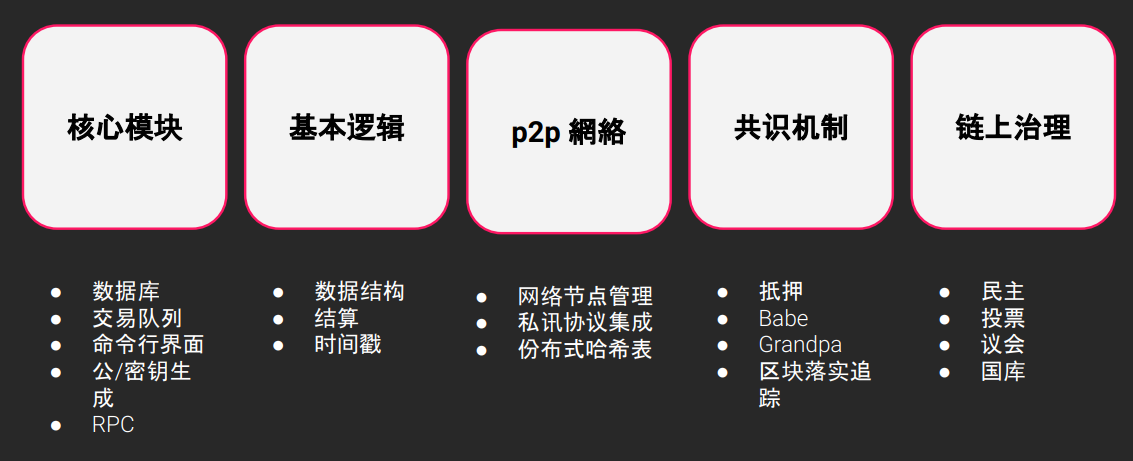 核心模块
基本逻辑
p2p 網絡
共识机制
链上治理
● 数据库
● 交易队列
● 命令行界面
● 公/密钥生
成
● RPC
● 数据结构
● 结算
● 时间戳
● 网络节点管理
● 私讯协议集成
● 份布式哈希表
● 抵押
● Babe
● Grandpa
● 区块落实追
踪
● 民主
● 投票
● 议会
● 国库